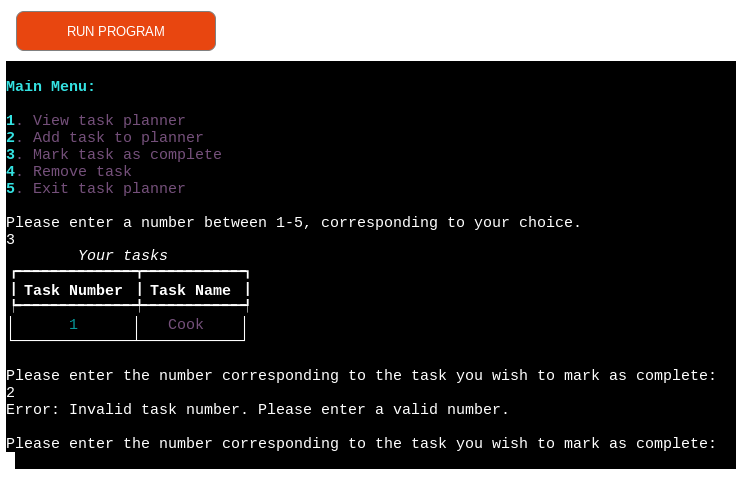 RUN PROGRAM
Main Menu:
1. View task planner
2. Add task to planner
3. Mark task as complete
4. Remove task
5. Exit task planner
Please enter a number between 1-5, corresponding to your choice.
3
Your tasks
Task Number Task Name
1 Cook
Please enter the number corresponding to the task you wish to mark as complete:
2
Error: Invalid task number. Please enter a valid number.
Please enter the number corresponding to the task you wish to mark as complete: